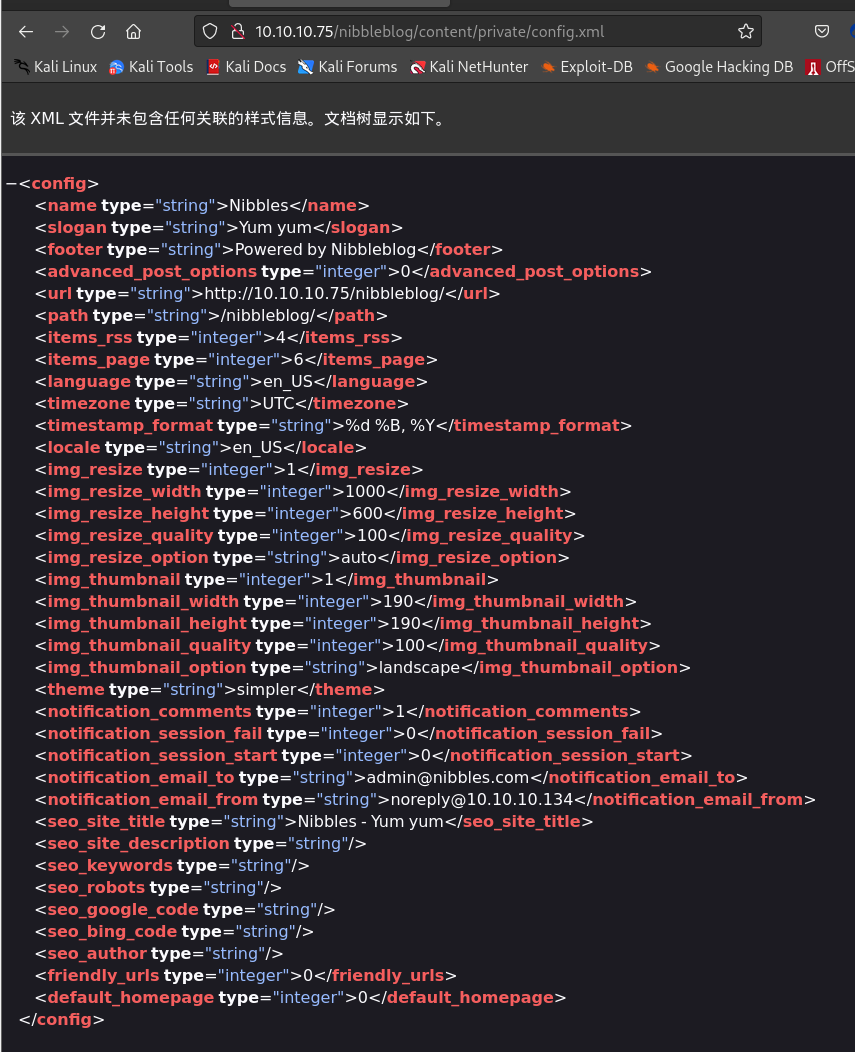 10.10.10.75/nibbleblog/content/private/config.xml
Kali Linux Kali Tools Kali Docs Kali Forums Kali NetHunter Exploit-DB Google Hacking DB OffS
该 XML 文件并未包含任何关联的样式信息。文档树显示如下。
−<config>
<name type="string">Nibbles</name>
<slogan type="string">Yum yum</slogan>
<footer type="string">Powered by Nibbleblog</footer>
<advanced_post_options type="integer">0</advanced_post_options>
<url type="string">http://10.10.10.75/nibbleblog/</url>
<path type="string">/nibbleblog/</path>
<items_rss type="integer">4</items_rss>
<items_page type="integer">6</items_page>
<language type="string">en_US</language>
<timezone type="string">UTC</timezone>
<timestamp_format type="string">%d %B, %Y</timestamp_format>
<locale type="string">en_US</locale>
<img_resize type="integer">1</img_resize>
<img_resize_width type="integer">1000</img_resize_width>
<img_resize_height type="integer">600</img_resize_height>
<img_resize_quality type="integer">100</img_resize_quality>
<img_resize_option type="string">auto</img_resize_option>
<img_thumbnail type="integer">1</img_thumbnail>
<img_thumbnail_width type="integer">190</img_thumbnail_width>
<img_thumbnail_height type="integer">190</img_thumbnail_height>
<img_thumbnail_quality type="integer">100</img_thumbnail_quality>
<img_thumbnail_option type="string">landscape</img_thumbnail_option>
<theme type="string">simpler</theme>
<notification_comments type="integer">1</notification_comments>
<notification_session_fail type="integer">0</notification_session_fail>
<notification_session_start type="integer">0</notification_session_start>
<notification_email_to type="string">admin@nibbles.com</notification_email_to>
<notification_email_from type="string">noreply@10.10.10.134</notification_email_from>
<seo_site_title type="string">Nibbles - Yum yum</seo_site_title>
<seo_site_description type="string"/>
<seo_keywords type="string"/>
<seo_robots type="string"/>
<seo_google_code type="string"/>
<seo_bing_code type="string"/>
<seo_author type="string"/>
<friendly_urls type="integer">0</friendly_urls>
<default_homepage type="integer">0</default_homepage>
</config>